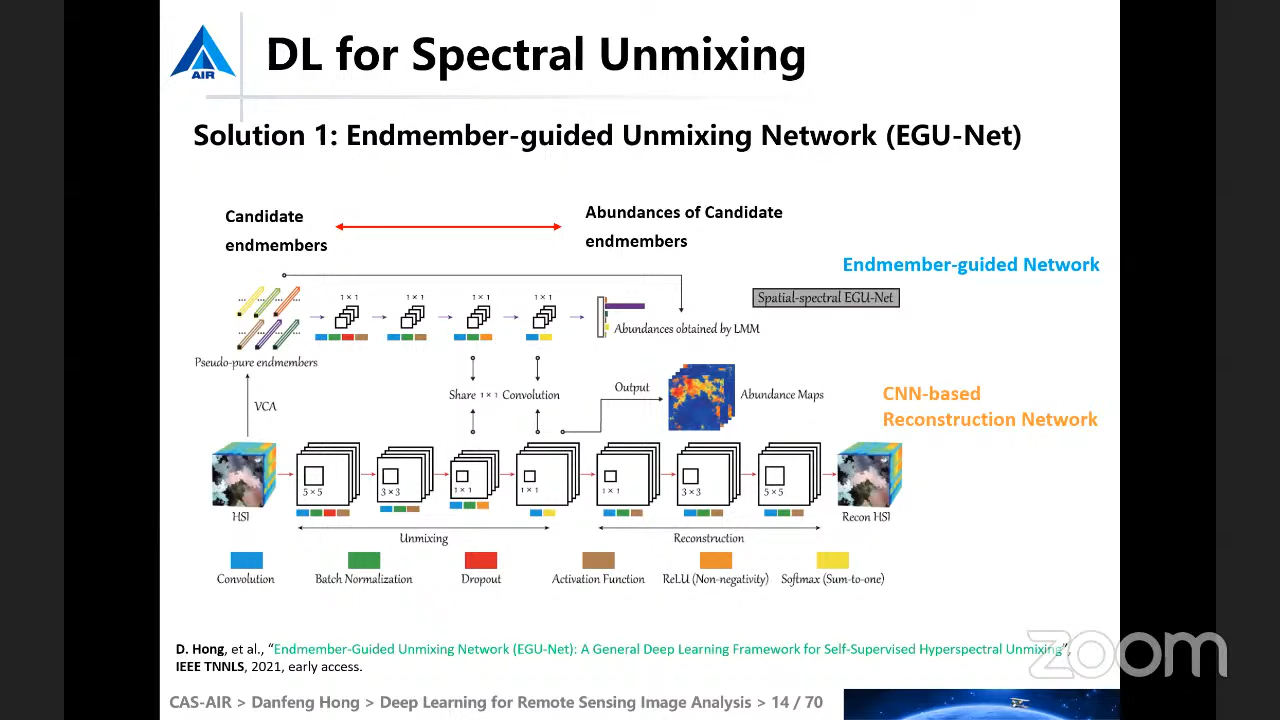 AIR
DL for Spectral Unmixing
Solution 1: Endmember-guided Unmixing Network (EGU-Net)
Candidate
endmembers
Abundances of Candidate
endmembers
Endmember-guided Network
1 × 1
1 × 1
1 × 1
1 × 1
Spatial-spectral EGU-Net
Abundances obtained by LMM
Pseudo-pure endmembers
VCA
Share 1 × 1 Convolution
Output
Abundance Maps
CNN-based
Reconstruction Network
5 × 5
3 × 3
1 × 1
1 × 1
1 × 1
3 × 3
5 × 5
HSI
Recon HSI
Unmixing
Reconstruction
Convolution
Batch Normalization
Dropout
Activation Function
ReLU (Non-negativity)
Softmax (Sum-to-one)
D. Hong, et al., “Endmember-Guided Unmixing Network (EGU-Net): A General Deep Learning Framework for Self-Supervised Hyperspectral Unmixing”,
IEEE TNNLS, 2021, early access.
zoom
CAS-AIR > Danfeng Hong > Deep Learning for Remote Sensing Image Analysis > 14 / 70